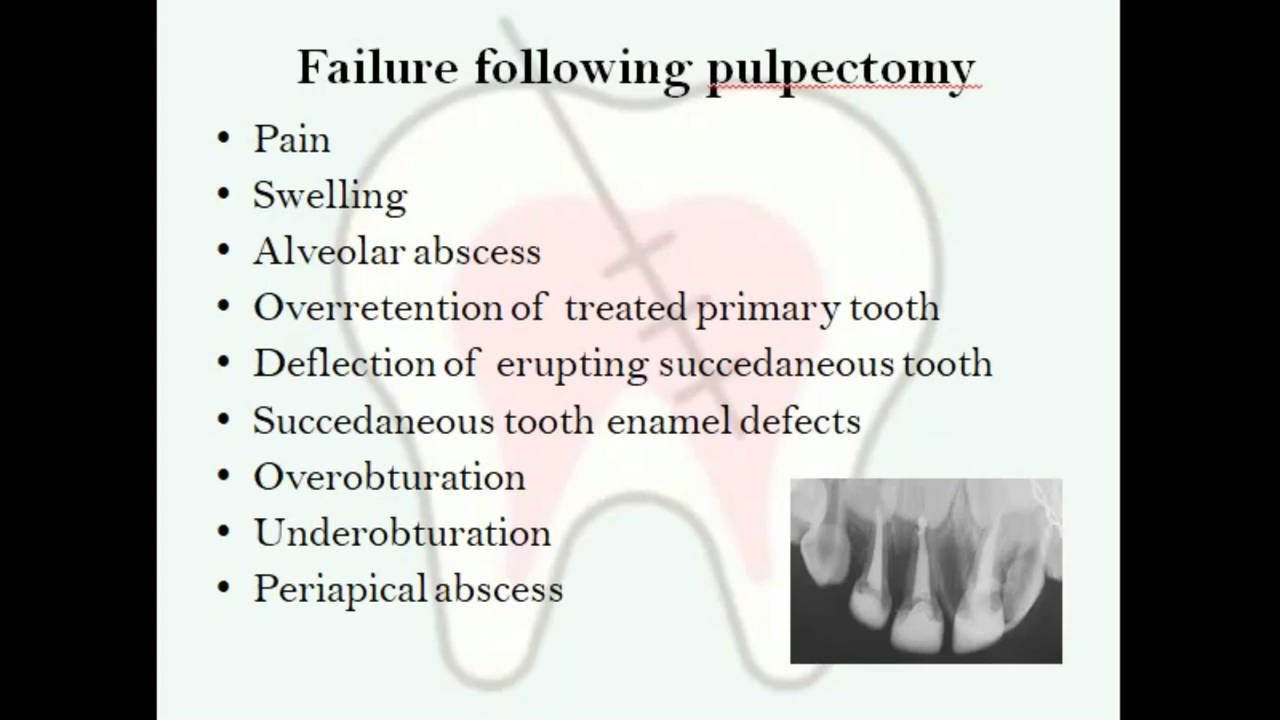 Failure following pulpectomy
• Pain
• Swelling
• Alveolar abscess
• Overretention of treated primary tooth
• Deflection of erupting succedaneous tooth
• Succedaneous tooth enamel defects
• Overobturation
• Underobturation
• Periapical abscess